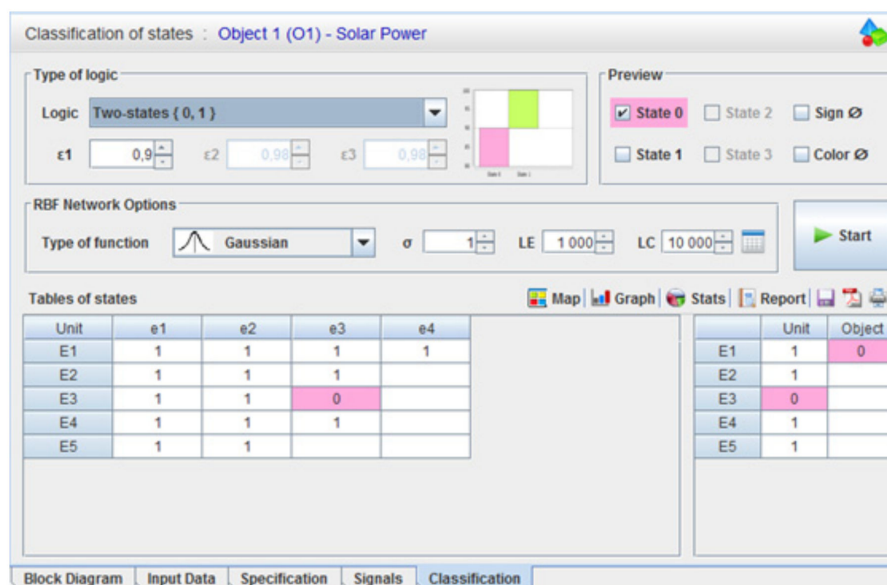 Classification of states : Object 1 (O1) - Solar Power
Type of logic
Logic Two-states { 0, 1 }
ε1 0,9 ε2 0,98 ε3 0,98
Preview
State 0 State 2 Sign Ø
State 1 State 3 Color Ø
RBF Network Options
Type of function Gaussian σ 1 LE 1 000 LC 10 000
Start
Tables of states
Map Graph Stats Report
Unit e1 e2 e3 e4
E1 1 1 1 1
E2 1 1 1
E3 1 1 0
E4 1 1 1
E5 1 1
Unit Object
E1 1 0
E2 1
E3 0
E4 1
E5 1
Block Diagram Input Data Specification Signals Classification